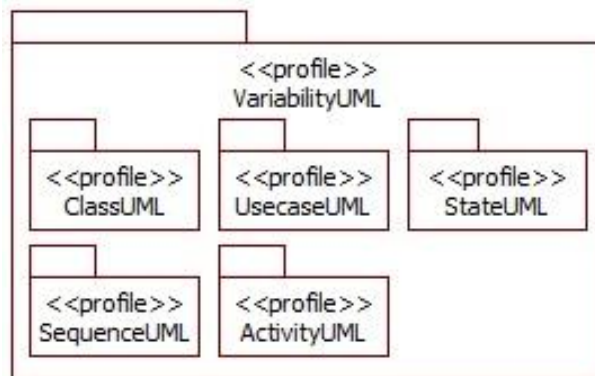 <<profile>>
VariabilityUML
<<profile>>
ClassUML
<<profile>>
UsecaseUML
<<profile>>
StateUML
<<profile>>
SequenceUML
<<profile>>
ActivityUML